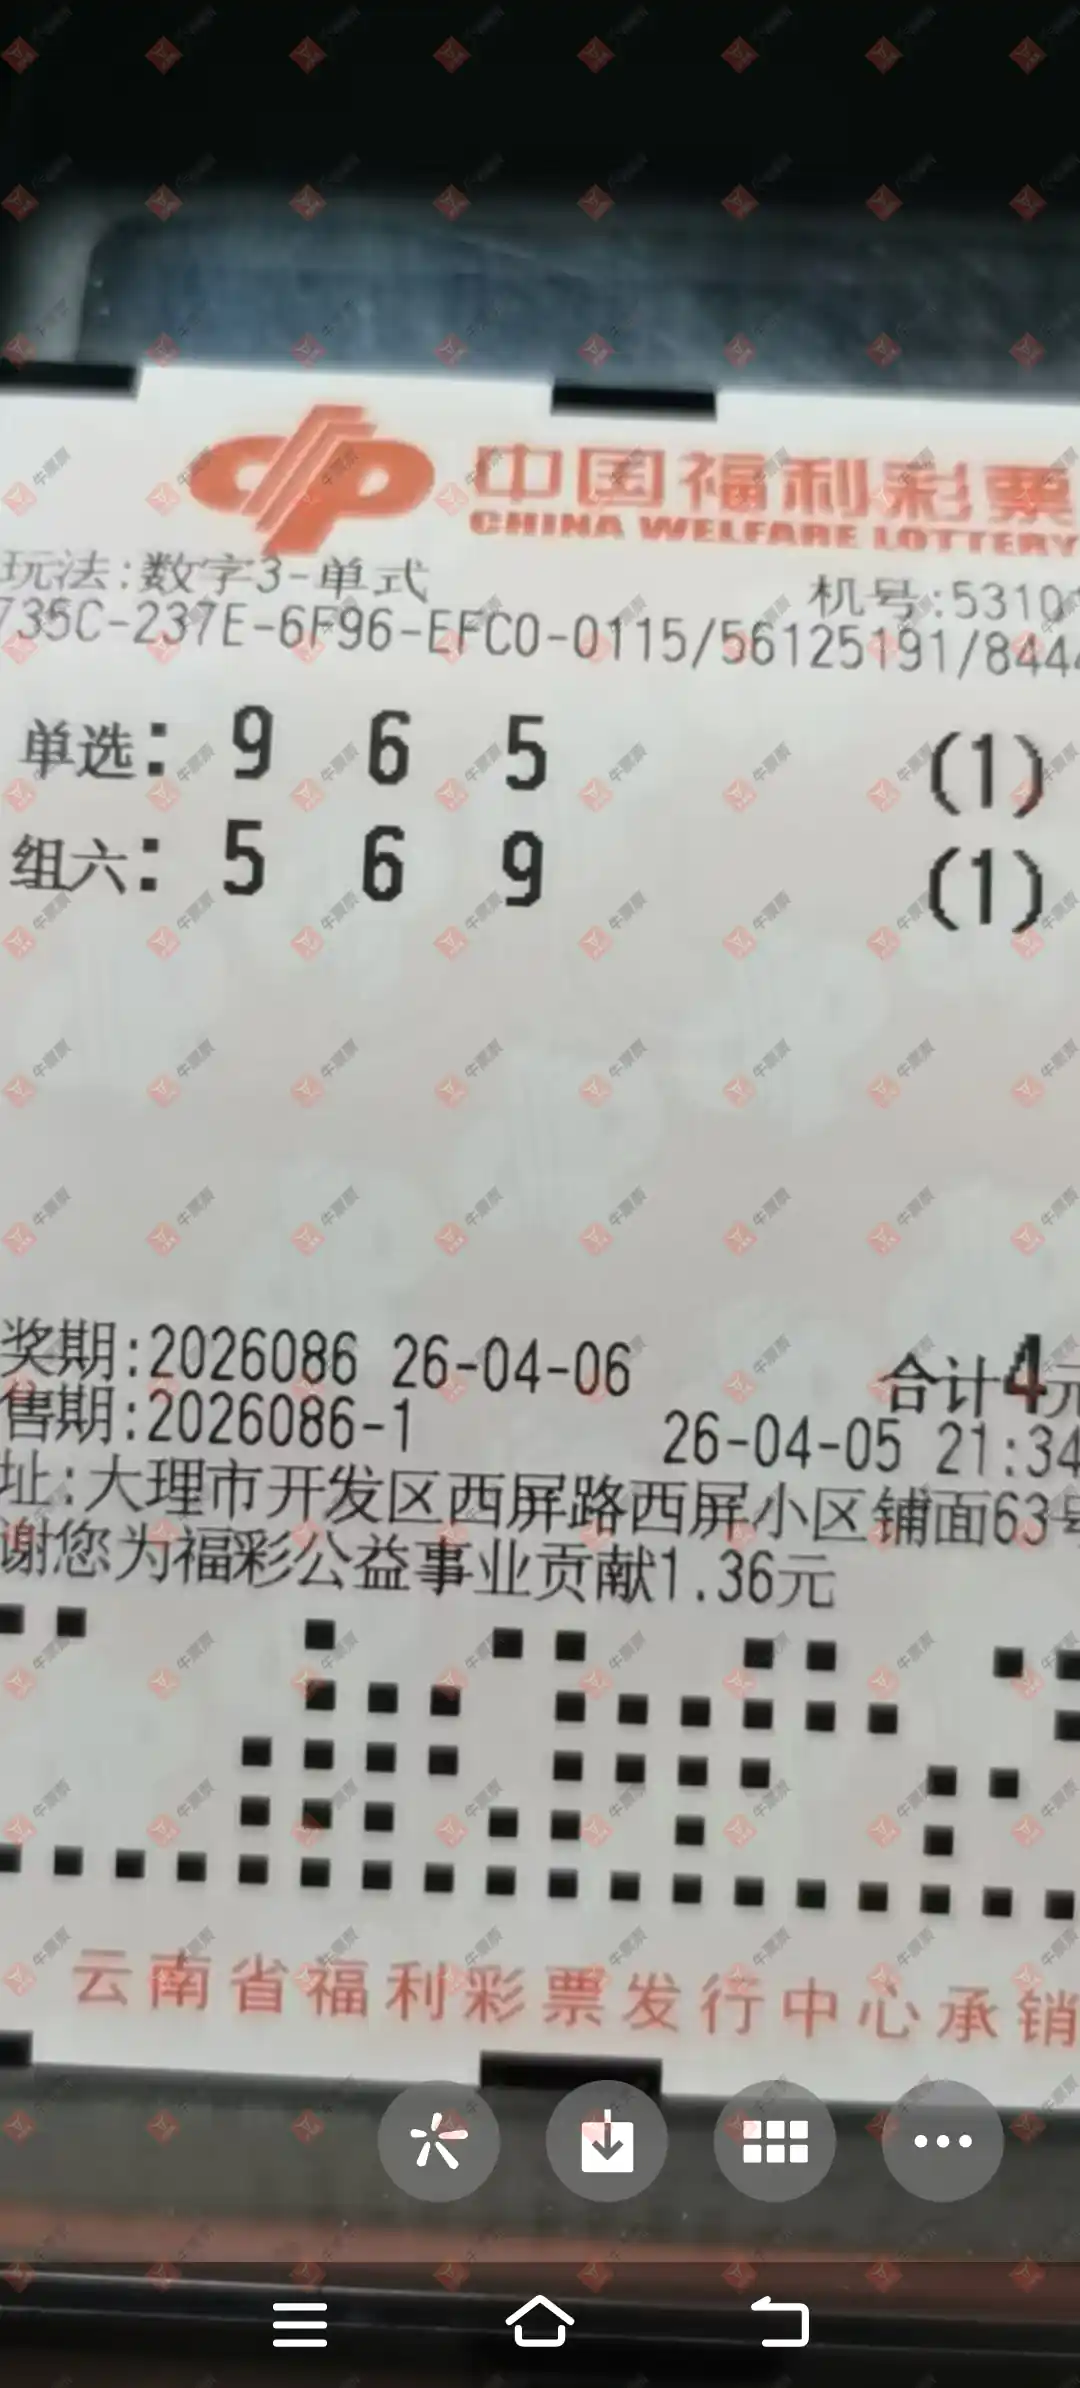 中国福利彩票
CHINA WELFARE LOTTERY
玩法:数字3-单式
机号:53101
735C-237E-6F96-EFC0-0115/56125191/8444
单选: 9 6 5 (1)
组六: 5 6 9 (1)
奖期:2026086 26-04-06 合计4元
售期:2026086-1 26-04-05 21:34
址:大理市开发区西屏路西屏小区铺面63号
谢您为福彩公益事业贡献1.36元
云南省福利彩票发行中心承销
牛票票